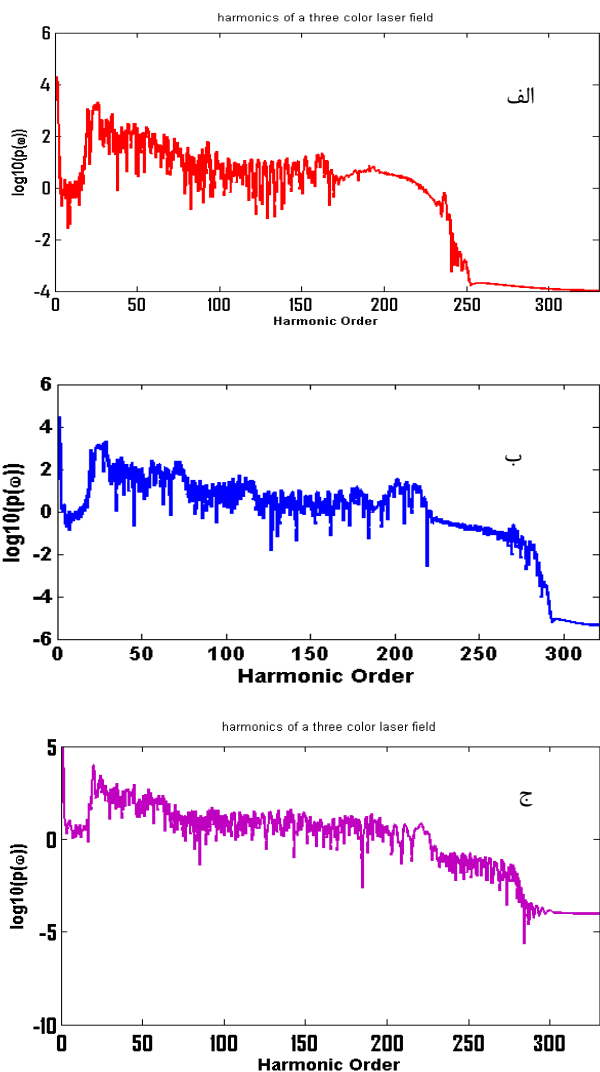 harmonics of a three color laser field
6
4
2
0
-2
-4
log10(p(ω))
الف
0 50 100 150 200 250 300
Harmonic Order
6
4
2
0
-2
-4
-6
log10(p(ω))
ب
0 50 100 150 200 250 300
Harmonic Order
harmonics of a three color laser field
5
0
-5
-10
log10(p(ω))
ج
0 50 100 150 200 250 300
Harmonic Order